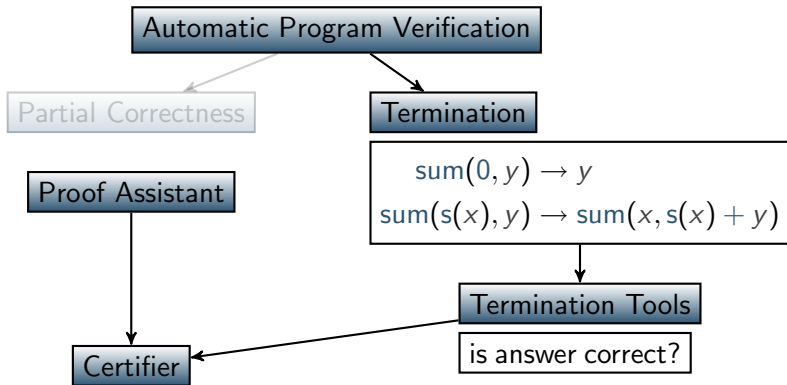 Automatic Program Verification
Partial Correctness
Termination
sum(0, y) → y
sum(s(x), y) → sum(x, s(x) + y)
Proof Assistant
Termination Tools
is answer correct?
Certifier